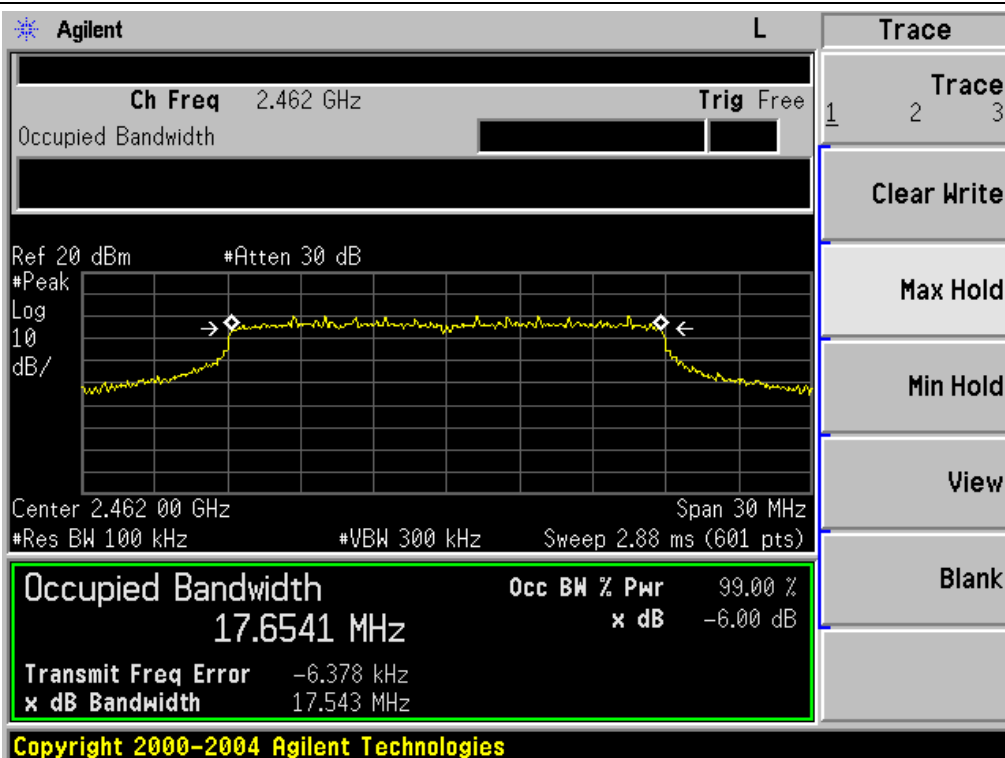 Agilent L Trace
Ch Freq 2.462 GHz Trig Free
Occupied Bandwidth
Trace
1 2 3
Clear Write
Max Hold
Min Hold
View
Blank
Ref 20 dBm #Atten 30 dB
#Peak
Log
10
dB/
Center 2.462 00 GHz Span 30 MHz
#Res BW 100 kHz #VBW 300 kHz Sweep 2.88 ms (601 pts)
Occupied Bandwidth Occ BW % Pwr 99.00 %
17.6541 MHz x dB -6.00 dB
Transmit Freq Error -6.378 kHz
x dB Bandwidth 17.543 MHz
Copyright 2000-2004 Agilent Technologies